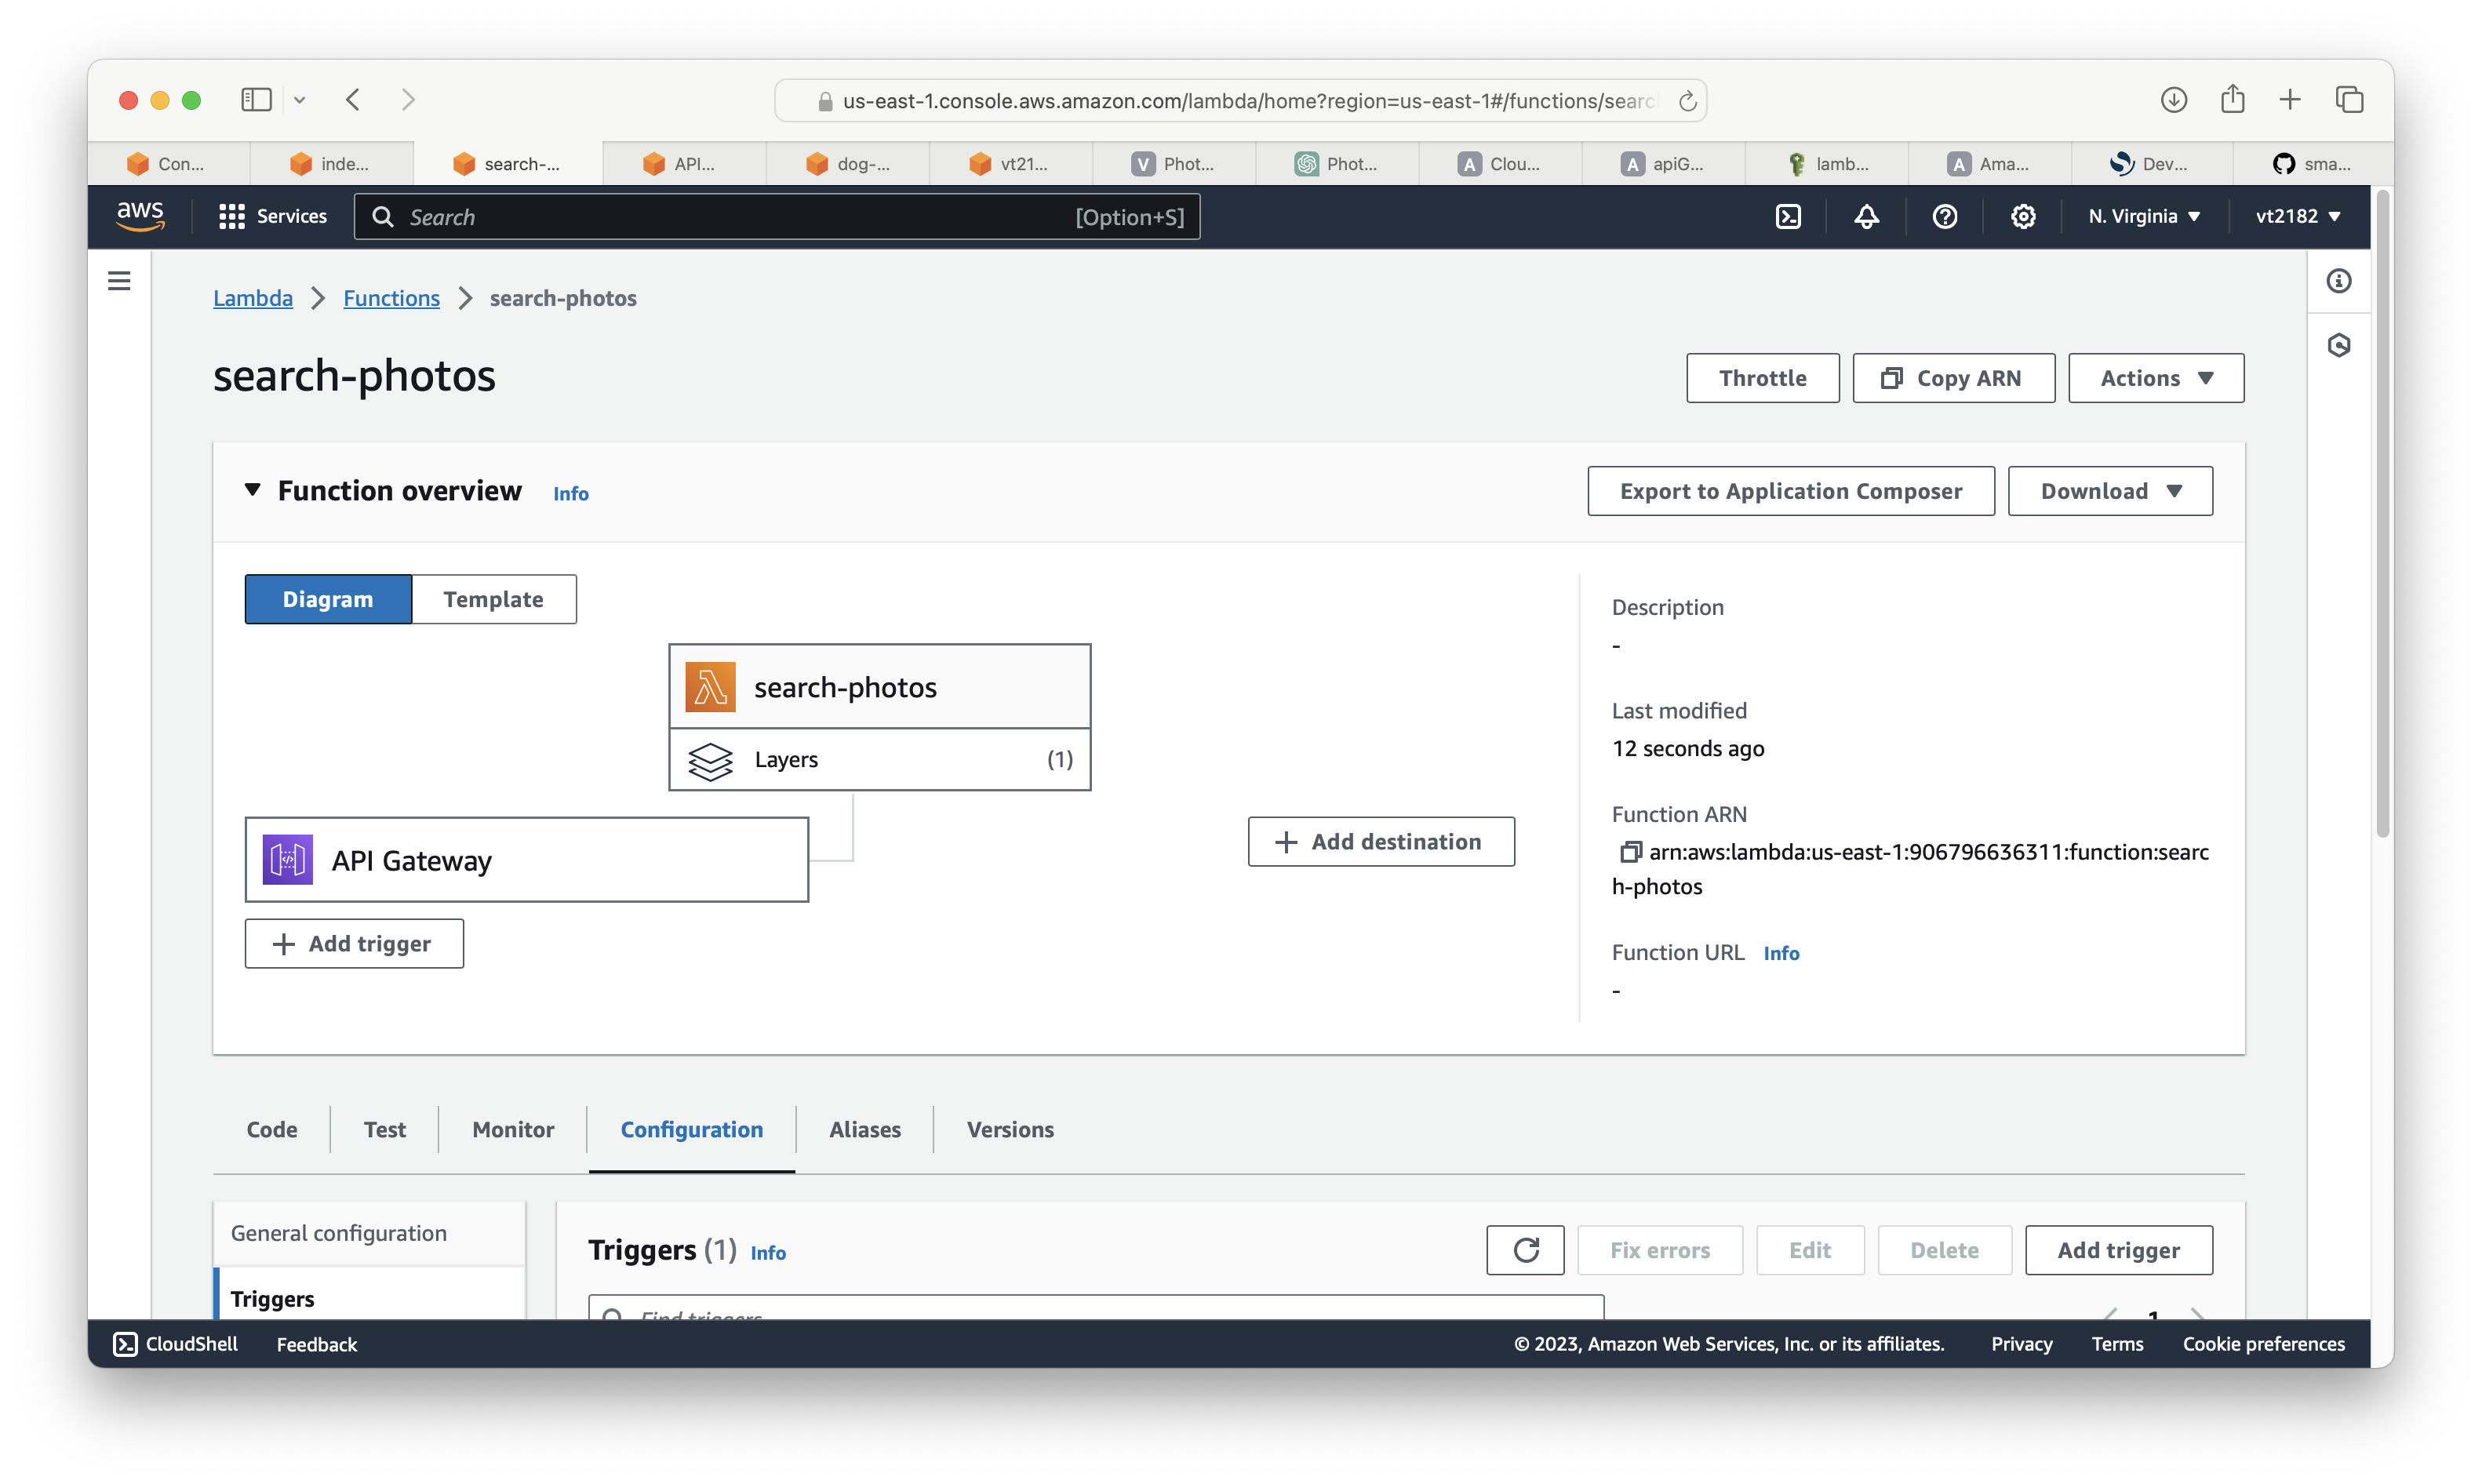 us-east-1.console.aws.amazon.com/lambda/home?region=us-east-1#/functions/searc
Con...
inde...
search-...
API...
dog-...
vt21...
V
Phot...
Phot...
A
Clou...
A
apiG...
lamb...
A
Ama...
Dev...
sma...
aws
Services
Search
[Option+S]
N. Virginia
vt2182
Lambda
Functions
search-photos
search-photos
Throttle
Copy ARN
Actions
Function overview
Info
Export to Application Composer
Download
Diagram
Template
search-photos
Layers
(1)
API Gateway
Add trigger
Add destination
Description
-
Last modified
12 seconds ago
Function ARN
arn:aws:lambda:us-east-1:906796636311:function:searc
h-photos
Function URL
Info
-
Code
Test
Monitor
Configuration
Aliases
Versions
General configuration
Triggers
Triggers (1)
Info
Fix errors
Edit
Delete
Add trigger
Find triggers
1
CloudShell
Feedback
© 2023, Amazon Web Services, Inc. or its affiliates.
Privacy
Terms
Cookie preferences